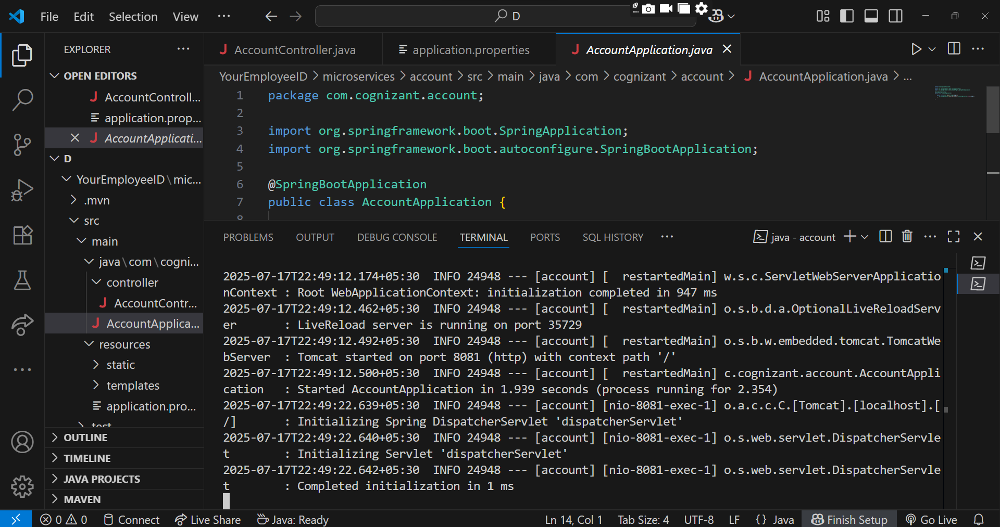 File Edit Selection View ··· D
EXPLORER ···
OPEN EDITORS
AccountControll...
application.prop...
AccountApplicati...
D
YourEmployeeID\mic...
.mvn
src
main
java\com\cogni...
controller
AccountContr...
AccountApplica...
resources
static
templates
application.pro...
test
OUTLINE
TIMELINE
JAVA PROJECTS
MAVEN
AccountController.java application.properties AccountApplication.java
YourEmployeeID > microservices > account > src > main > java > com > cognizant > account > AccountApplication.java > ...
1 package com.cognizant.account;
2
3 import org.springframework.boot.SpringApplication;
4 import org.springframework.boot.autoconfigure.SpringBootApplication;
5
6 @SpringBootApplication
7 public class AccountApplication {
8
PROBLEMS OUTPUT DEBUG CONSOLE TERMINAL PORTS SQL HISTORY ··· java - account
2025-07-17T22:49:12.174+05:30  INFO 24948 --- [account] [  restartedMain] w.s.c.ServletWebServerApplicatio
nContext : Root WebApplicationContext: initialization completed in 947 ms
2025-07-17T22:49:12.462+05:30  INFO 24948 --- [account] [  restartedMain] o.s.b.d.a.OptionalLiveReloadServ
er       : LiveReload server is running on port 35729
2025-07-17T22:49:12.492+05:30  INFO 24948 --- [account] [  restartedMain] o.s.b.w.embedded.tomcat.TomcatWe
bServer  : Tomcat started on port 8081 (http) with context path '/'
2025-07-17T22:49:12.500+05:30  INFO 24948 --- [account] [  restartedMain] c.cognizant.account.AccountAppli
cation   : Started AccountApplication in 1.939 seconds (process running for 2.354)
2025-07-17T22:49:22.639+05:30  INFO 24948 --- [account] [nio-8081-exec-1] o.a.c.c.C.[Tomcat].[localhost].[
/]       : Initializing Spring DispatcherServlet 'dispatcherServlet'
2025-07-17T22:49:22.640+05:30  INFO 24948 --- [account] [nio-8081-exec-1] o.s.web.servlet.DispatcherServle
t        : Initializing Servlet 'dispatcherServlet'
2025-07-17T22:49:22.642+05:30  INFO 24948 --- [account] [nio-8081-exec-1] o.s.web.servlet.DispatcherServle
t        : Completed initialization in 1 ms
0 0 Connect Live Share Java: Ready Ln 14, Col 1 Tab Size: 4 UTF-8 LF {} Java Finish Setup Go Live